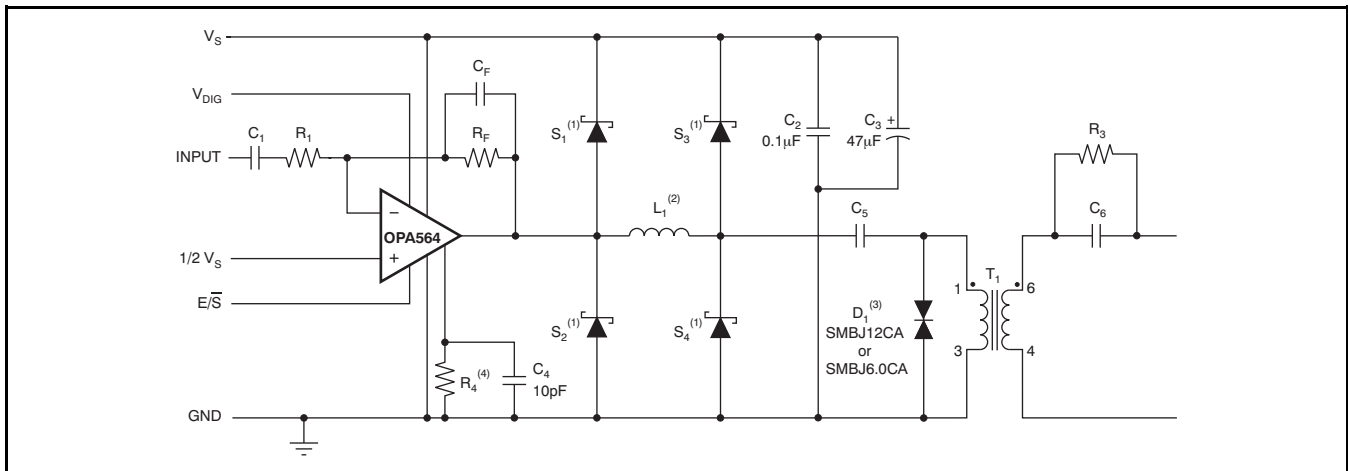 V_S
V_DIG
C_1
R_1
INPUT
C_F
R_F
OPA564
−
+
1/2 V_S
E/S̅
GND
R_4 (4)
C_4
10pF
S_1 (1)
S_2 (1)
L_1 (2)
S_3 (1)
S_4 (1)
C_2
0.1µF
C_3 +
47µF
C_5
D_1 (3)
SMBJ12CA
or
SMBJ6.0CA
T_1
1
3
6
4
R_3
C_6